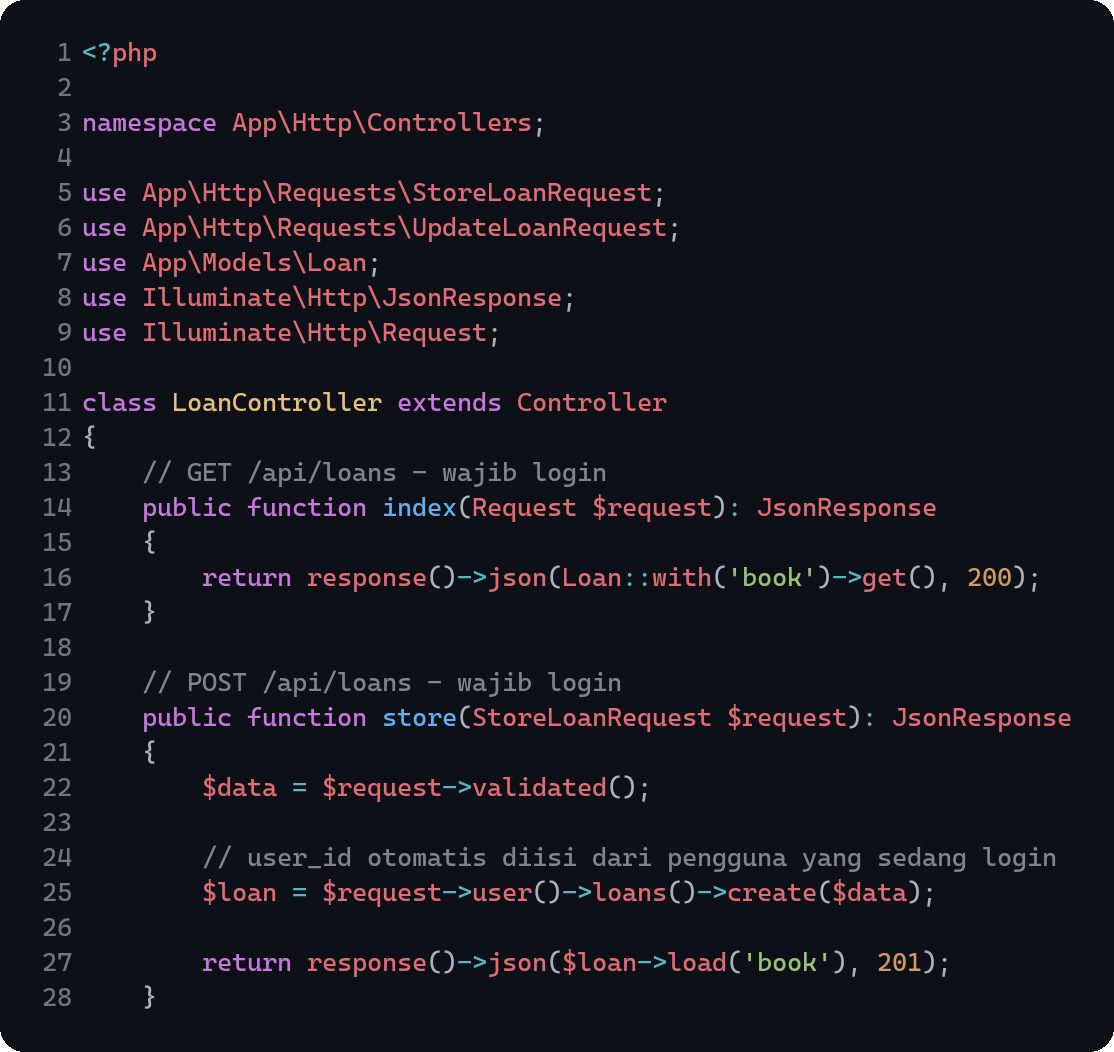 1 <?php
2
3 namespace App\Http\Controllers;
4
5 use App\Http\Requests\StoreLoanRequest;
6 use App\Http\Requests\UpdateLoanRequest;
7 use App\Models\Loan;
8 use Illuminate\Http\JsonResponse;
9 use Illuminate\Http\Request;
10
11 class LoanController extends Controller
12 {
13     // GET /api/loans - wajib login
14     public function index(Request $request): JsonResponse
15     {
16         return response()->json(Loan::with('book')->get(), 200);
17     }
18
19     // POST /api/loans - wajib login
20     public function store(StoreLoanRequest $request): JsonResponse
21     {
22         $data = $request->validated();
23
24         // user_id otomatis diisi dari pengguna yang sedang login
25         $loan = $request->user()->loans()->create($data);
26
27         return response()->json($loan->load('book'), 201);
28     }